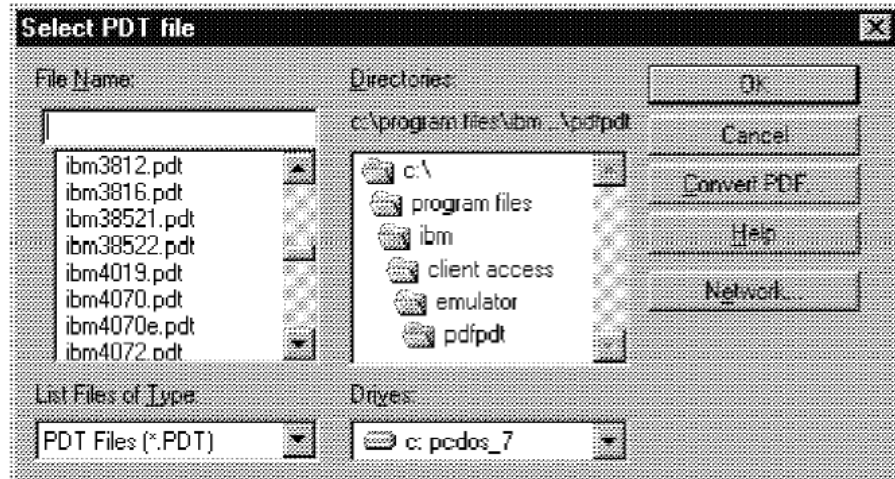 Select PDT file
File Name:
ibm3812.pdt
ibm3816.pdt
ibm38521.pdt
ibm38522.pdt
ibm4019.pdt
ibm4070.pdt
ibm4070e.pdt
ibm4072.pdt
List Files of Type:
PDT Files (*.PDT)
Directories:
c:\program files\ibm ...\pdfpdt
c:\
program files
ibm
client access
emulator
pdfpdt
Drives:
c: pcdos_7
OK
Cancel
Convert PDF...
Help
Network...